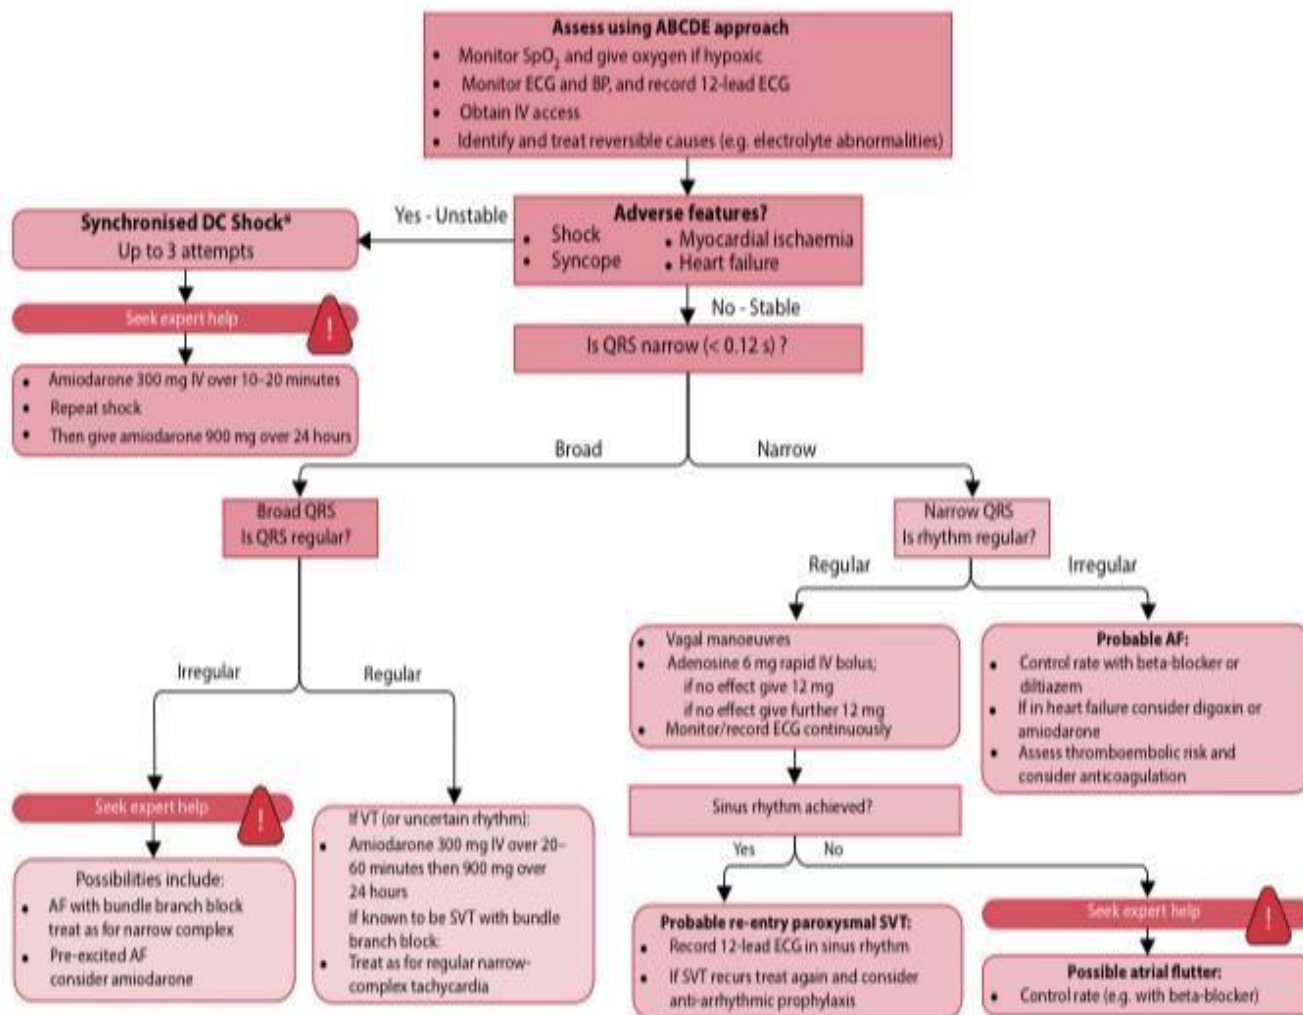 Assess using ABCDE approach
• Monitor SpO₂ and give oxygen if hypoxic
• Monitor ECG and BP, and record 12-lead ECG
• Obtain IV access
• Identify and treat reversible causes (e.g. electrolyte abnormalities)
Adverse features?
• Shock
• Syncope
• Myocardial ischaemia
• Heart failure
Yes - Unstable
Synchronised DC Shock*
Up to 3 attempts
Seek expert help
!
• Amiodarone 300 mg IV over 10–20 minutes
• Repeat shock
• Then give amiodarone 900 mg over 24 hours
No - Stable
Is QRS narrow (< 0.12 s) ?
Broad
Narrow
Broad QRS
Is QRS regular?
Irregular
Regular
Seek expert help
!
Possibilities include:
• AF with bundle branch block
treat as for narrow complex
• Pre-excited AF
consider amiodarone
If VT (or uncertain rhythm):
• Amiodarone 300 mg IV over 20–
60 minutes then 900 mg over
24 hours
If known to be SVT with bundle
branch block:
• Treat as for regular narrow-
complex tachycardia
Narrow QRS
Is rhythm regular?
Regular
Irregular
• Vagal manoeuvres
• Adenosine 6 mg rapid IV bolus;
if no effect give 12 mg
if no effect give further 12 mg
• Monitor/record ECG continuously
Probable AF:
• Control rate with beta-blocker or
diltiazem
• If in heart failure consider digoxin or
amiodarone
• Assess thromboembolic risk and
consider anticoagulation
Sinus rhythm achieved?
Yes
No
Probable re-entry paroxysmal SVT:
• Record 12-lead ECG in sinus rhythm
• If SVT recurs treat again and consider
anti-arrhythmic prophylaxis
Seek expert help
!
Possible atrial flutter:
• Control rate (e.g. with beta-blocker)